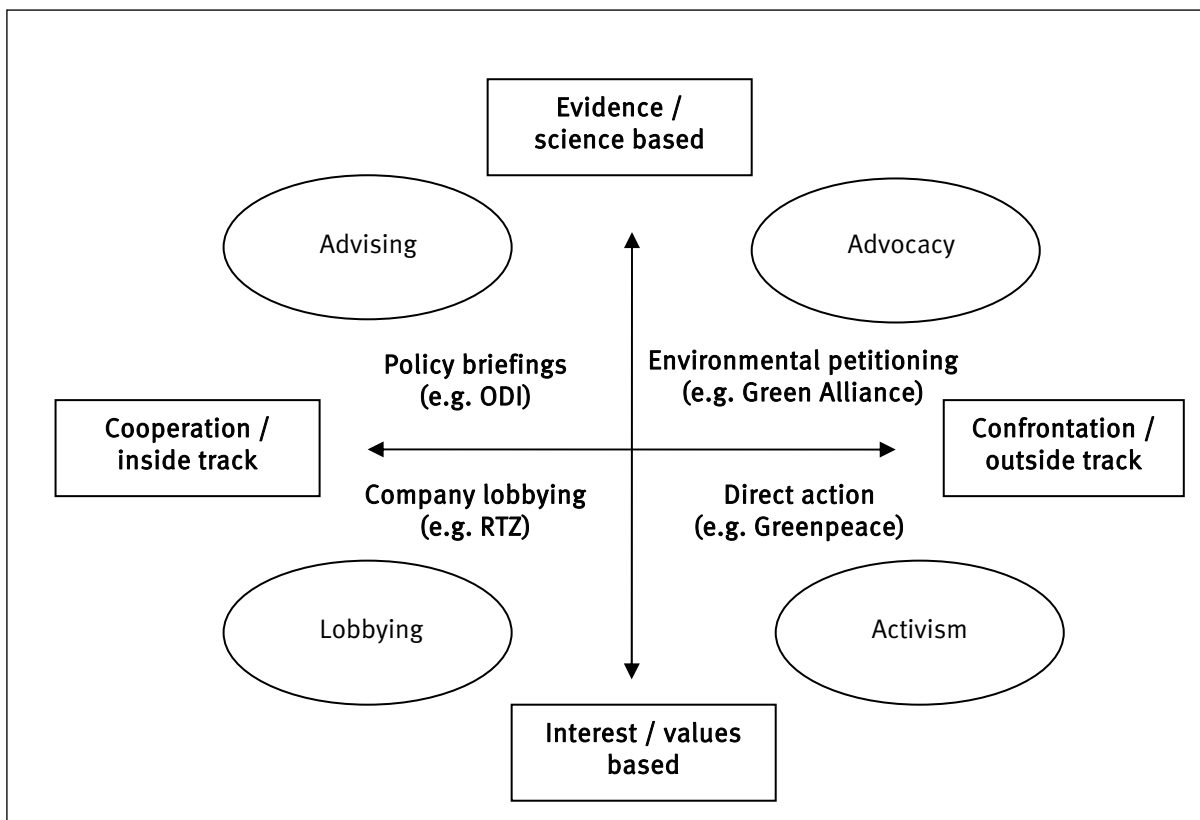 Evidence /
science based
Advising
Advocacy
Policy briefings
(e.g. ODI)
Environmental petitioning
(e.g. Green Alliance)
Cooperation /
inside track
Confrontation /
outside track
Company lobbying
(e.g. RTZ)
Direct action
(e.g. Greenpeace)
Lobbying
Activism
Interest / values
based